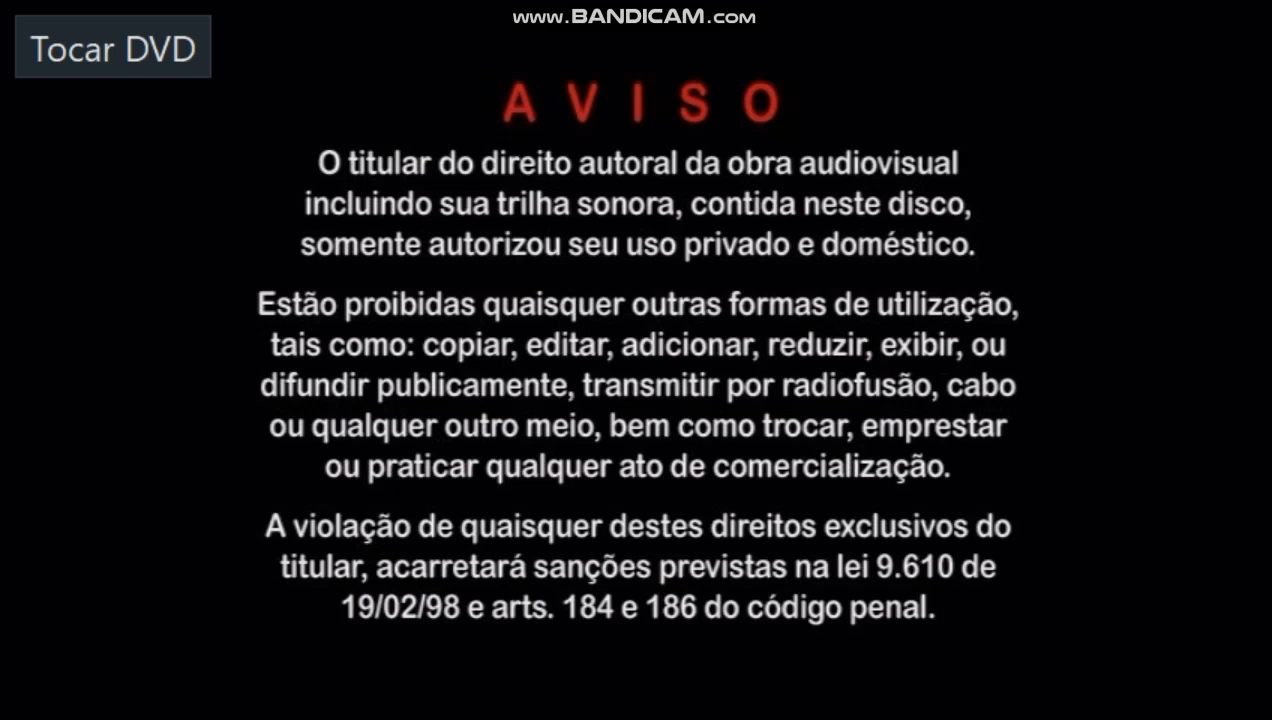 www.BANDICAM.com
Tocar DVD
AVISO
O titular do direito autoral da obra audiovisual
incluindo sua trilha sonora, contida neste disco,
somente autorizou seu uso privado e doméstico.
Estão proibidas quaisquer outras formas de utilização,
tais como: copiar, editar, adicionar, reduzir, exibir, ou
difundir publicamente, transmitir por radiofusão, cabo
ou qualquer outro meio, bem como trocar, emprestar
ou praticar qualquer ato de comercialização.
A violação de quaisquer destes direitos exclusivos do
titular, acarretará sanções previstas na lei 9.610 de
19/02/98 e arts. 184 e 186 do código penal.